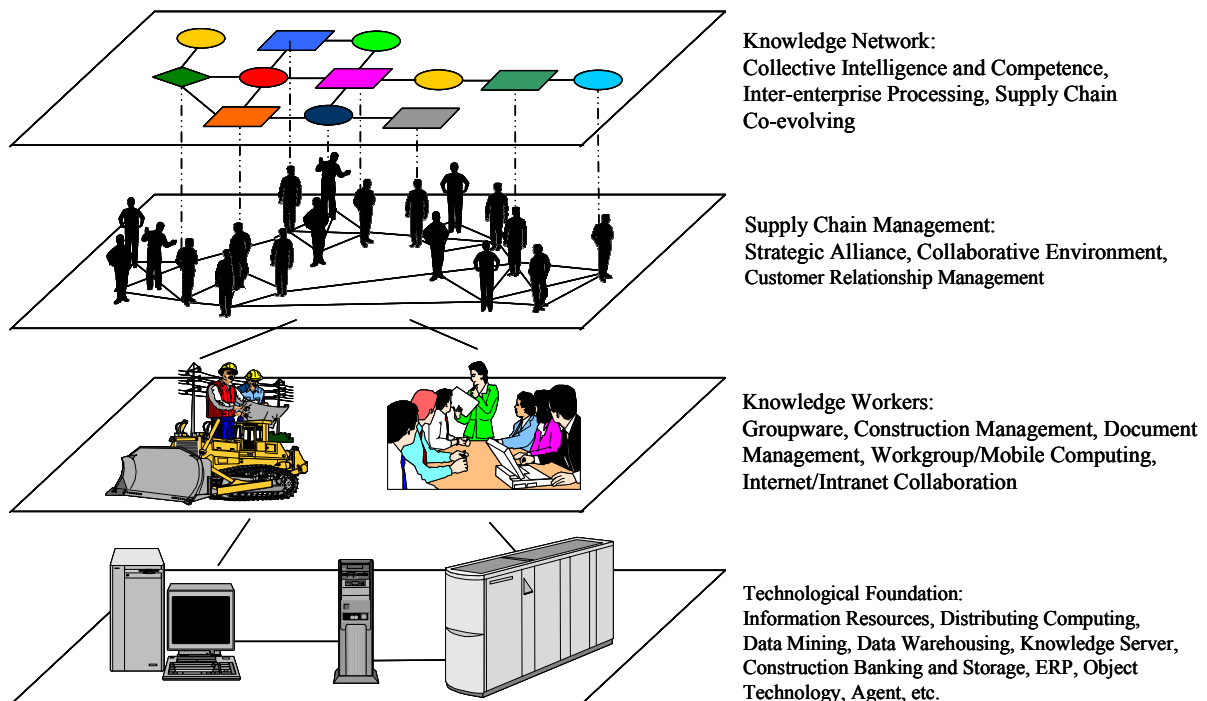 Knowledge Network:
Collective Intelligence and Competence,
Inter-enterprise Processing, Supply Chain
Co-evolving
Supply Chain Management:
Strategic Alliance, Collaborative Environment,
Customer Relationship Management
Knowledge Workers:
Groupware, Construction Management, Document
Management, Workgroup/Mobile Computing,
Internet/Intranet Collaboration
Technological Foundation:
Information Resources, Distributing Computing,
Data Mining, Data Warehousing, Knowledge Server,
Construction Banking and Storage, ERP, Object
Technology, Agent, etc.